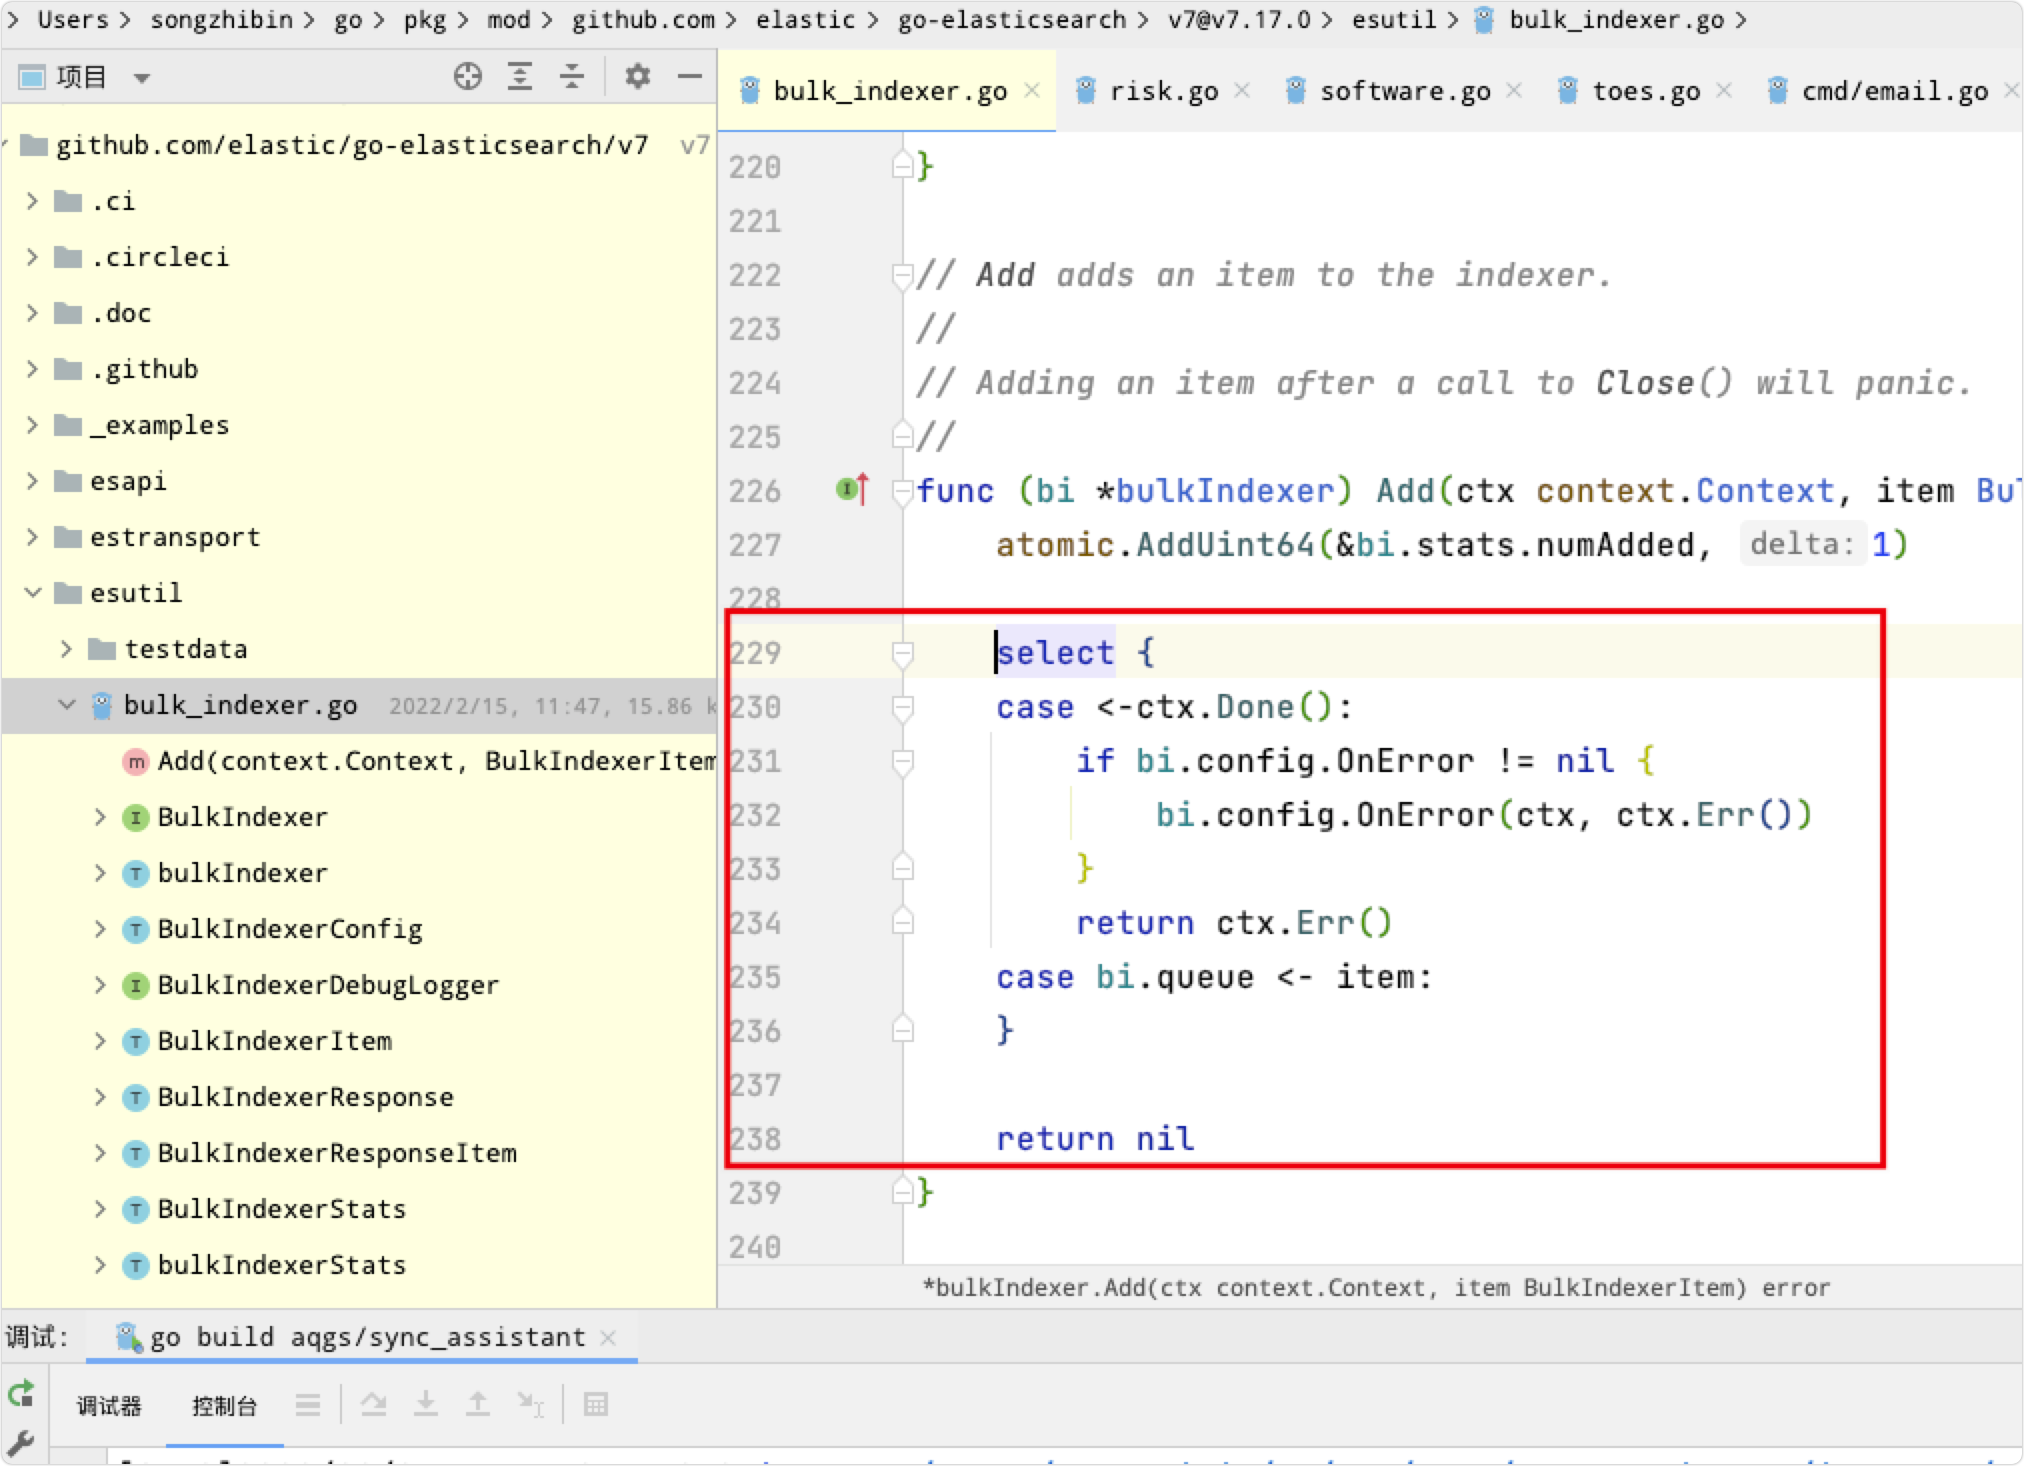 Users > songzhibin > go > pkg > mod > github.com > elastic > go-elasticsearch > v7@v7.17.0 > esutil > bulk_indexer.go >
项目
bulk_indexer.go
risk.go
software.go
toes.go
cmd/email.go
github.com/elastic/go-elasticsearch/v7 v7
.ci
.circleci
.doc
.github
_examples
esapi
estransport
esutil
testdata
bulk_indexer.go 2022/2/15, 11:47, 15.86 k
m Add(context.Context, BulkIndexerItem
I BulkIndexer
T bulkIndexer
T BulkIndexerConfig
I BulkIndexerDebugLogger
T BulkIndexerItem
T BulkIndexerResponse
T BulkIndexerResponseItem
T BulkIndexerStats
T bulkIndexerStats
220 }
221
222 // Add adds an item to the indexer.
223 //
224 // Adding an item after a call to Close() will panic.
225 //
226 func (bi *bulkIndexer) Add(ctx context.Context, item Bul
227 atomic.AddUint64(&bi.stats.numAdded, delta: 1)
228
229 select {
230 case <-ctx.Done():
231 if bi.config.OnError != nil {
232 bi.config.OnError(ctx, ctx.Err())
233 }
234 return ctx.Err()
235 case bi.queue <- item:
236 }
237
238 return nil
239 }
240
*bulkIndexer.Add(ctx context.Context, item BulkIndexerItem) error
调试: go build aqgs/sync_assistant
调试器 控制台